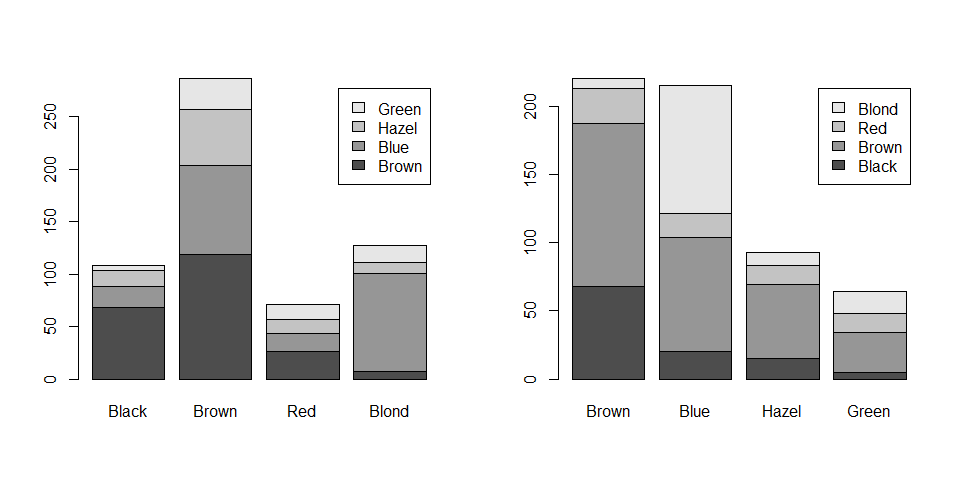 250
200
150
100
50
0
Green
Hazel
Blue
Brown
Black Brown Red Blond
200
150
100
50
0
Blond
Red
Brown
Black
Brown Blue Hazel Green